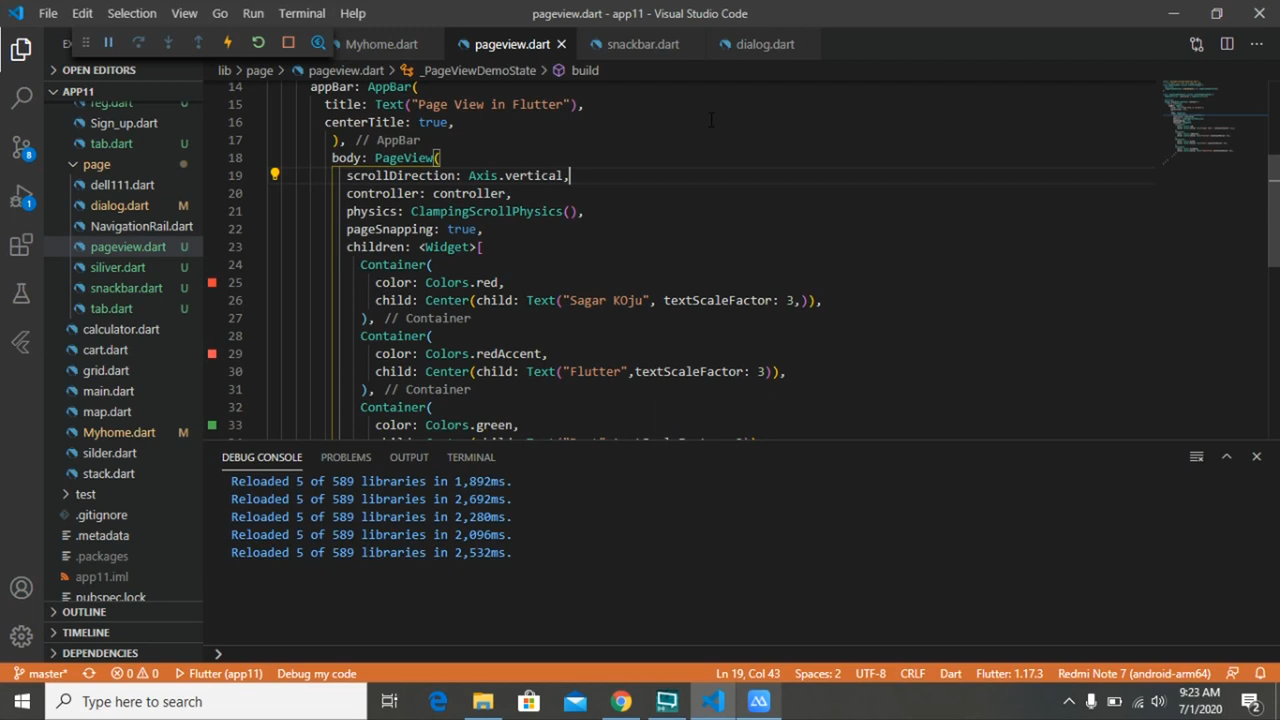 File Edit Selection View Go Run Terminal Help
pageview.dart - app11 - Visual Studio Code
Myhome.dart
pageview.dart
snackbar.dart
dialog.dart
lib > page > pageview.dart > _PageViewDemoState > build
OPEN EDITORS
APP11
reg.dart
Sign_up.dart U
tab.dart U
page
dell111.dart
dialog.dart M
NavigationRail.dart
pageview.dart U
siliver.dart U
snackbar.dart U
tab.dart U
calculator.dart
cart.dart
grid.dart
main.dart
map.dart
Myhome.dart M
silder.dart
stack.dart
test
.gitignore
.metadata
.packages
app11.iml
pubspec.lock
OUTLINE
TIMELINE
DEPENDENCIES
8
1
14 appBar: AppBar(
15 title: Text("Page View in Flutter"),
16 centerTitle: true,
17 ), // AppBar
18 body: PageView(
19 scrollDirection: Axis.vertical,
20 controller: controller,
21 physics: ClampingScrollPhysics(),
22 pageSnapping: true,
23 children: <Widget>[
24 Container(
25 color: Colors.red,
26 child: Center(child: Text("Sagar KOju", textScaleFactor: 3,)),
27 ), // Container
28 Container(
29 color: Colors.redAccent,
30 child: Center(child: Text("Flutter",textScaleFactor: 3)),
31 ), // Container
32 Container(
33 color: Colors.green,
DEBUG CONSOLE PROBLEMS OUTPUT TERMINAL
Reloaded 5 of 589 libraries in 1,892ms.
Reloaded 5 of 589 libraries in 2,692ms.
Reloaded 5 of 589 libraries in 2,280ms.
Reloaded 5 of 589 libraries in 2,096ms.
Reloaded 5 of 589 libraries in 2,532ms.
master* 0 0 Flutter (app11) Debug my code Ln 19, Col 43 Spaces: 2 UTF-8 CRLF Dart Flutter: 1.17.3 Redmi Note 7 (android-arm64)
Type here to search
9:23 AM
7/1/2020
2